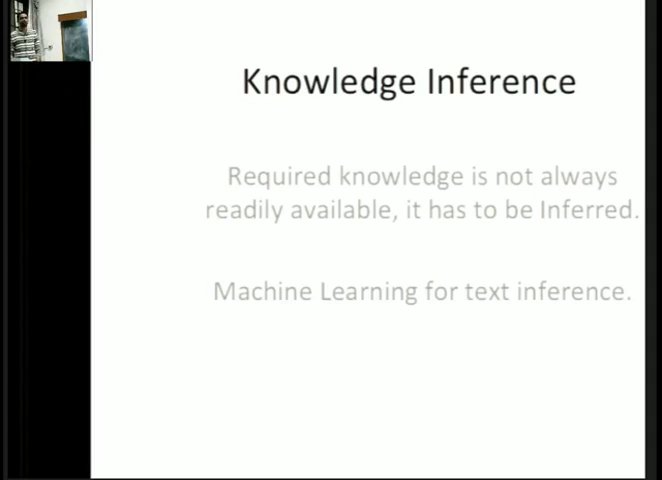 Knowledge Inference
Required knowledge is not always
readily available, it has to be Inferred.
Machine Learning for text inference.